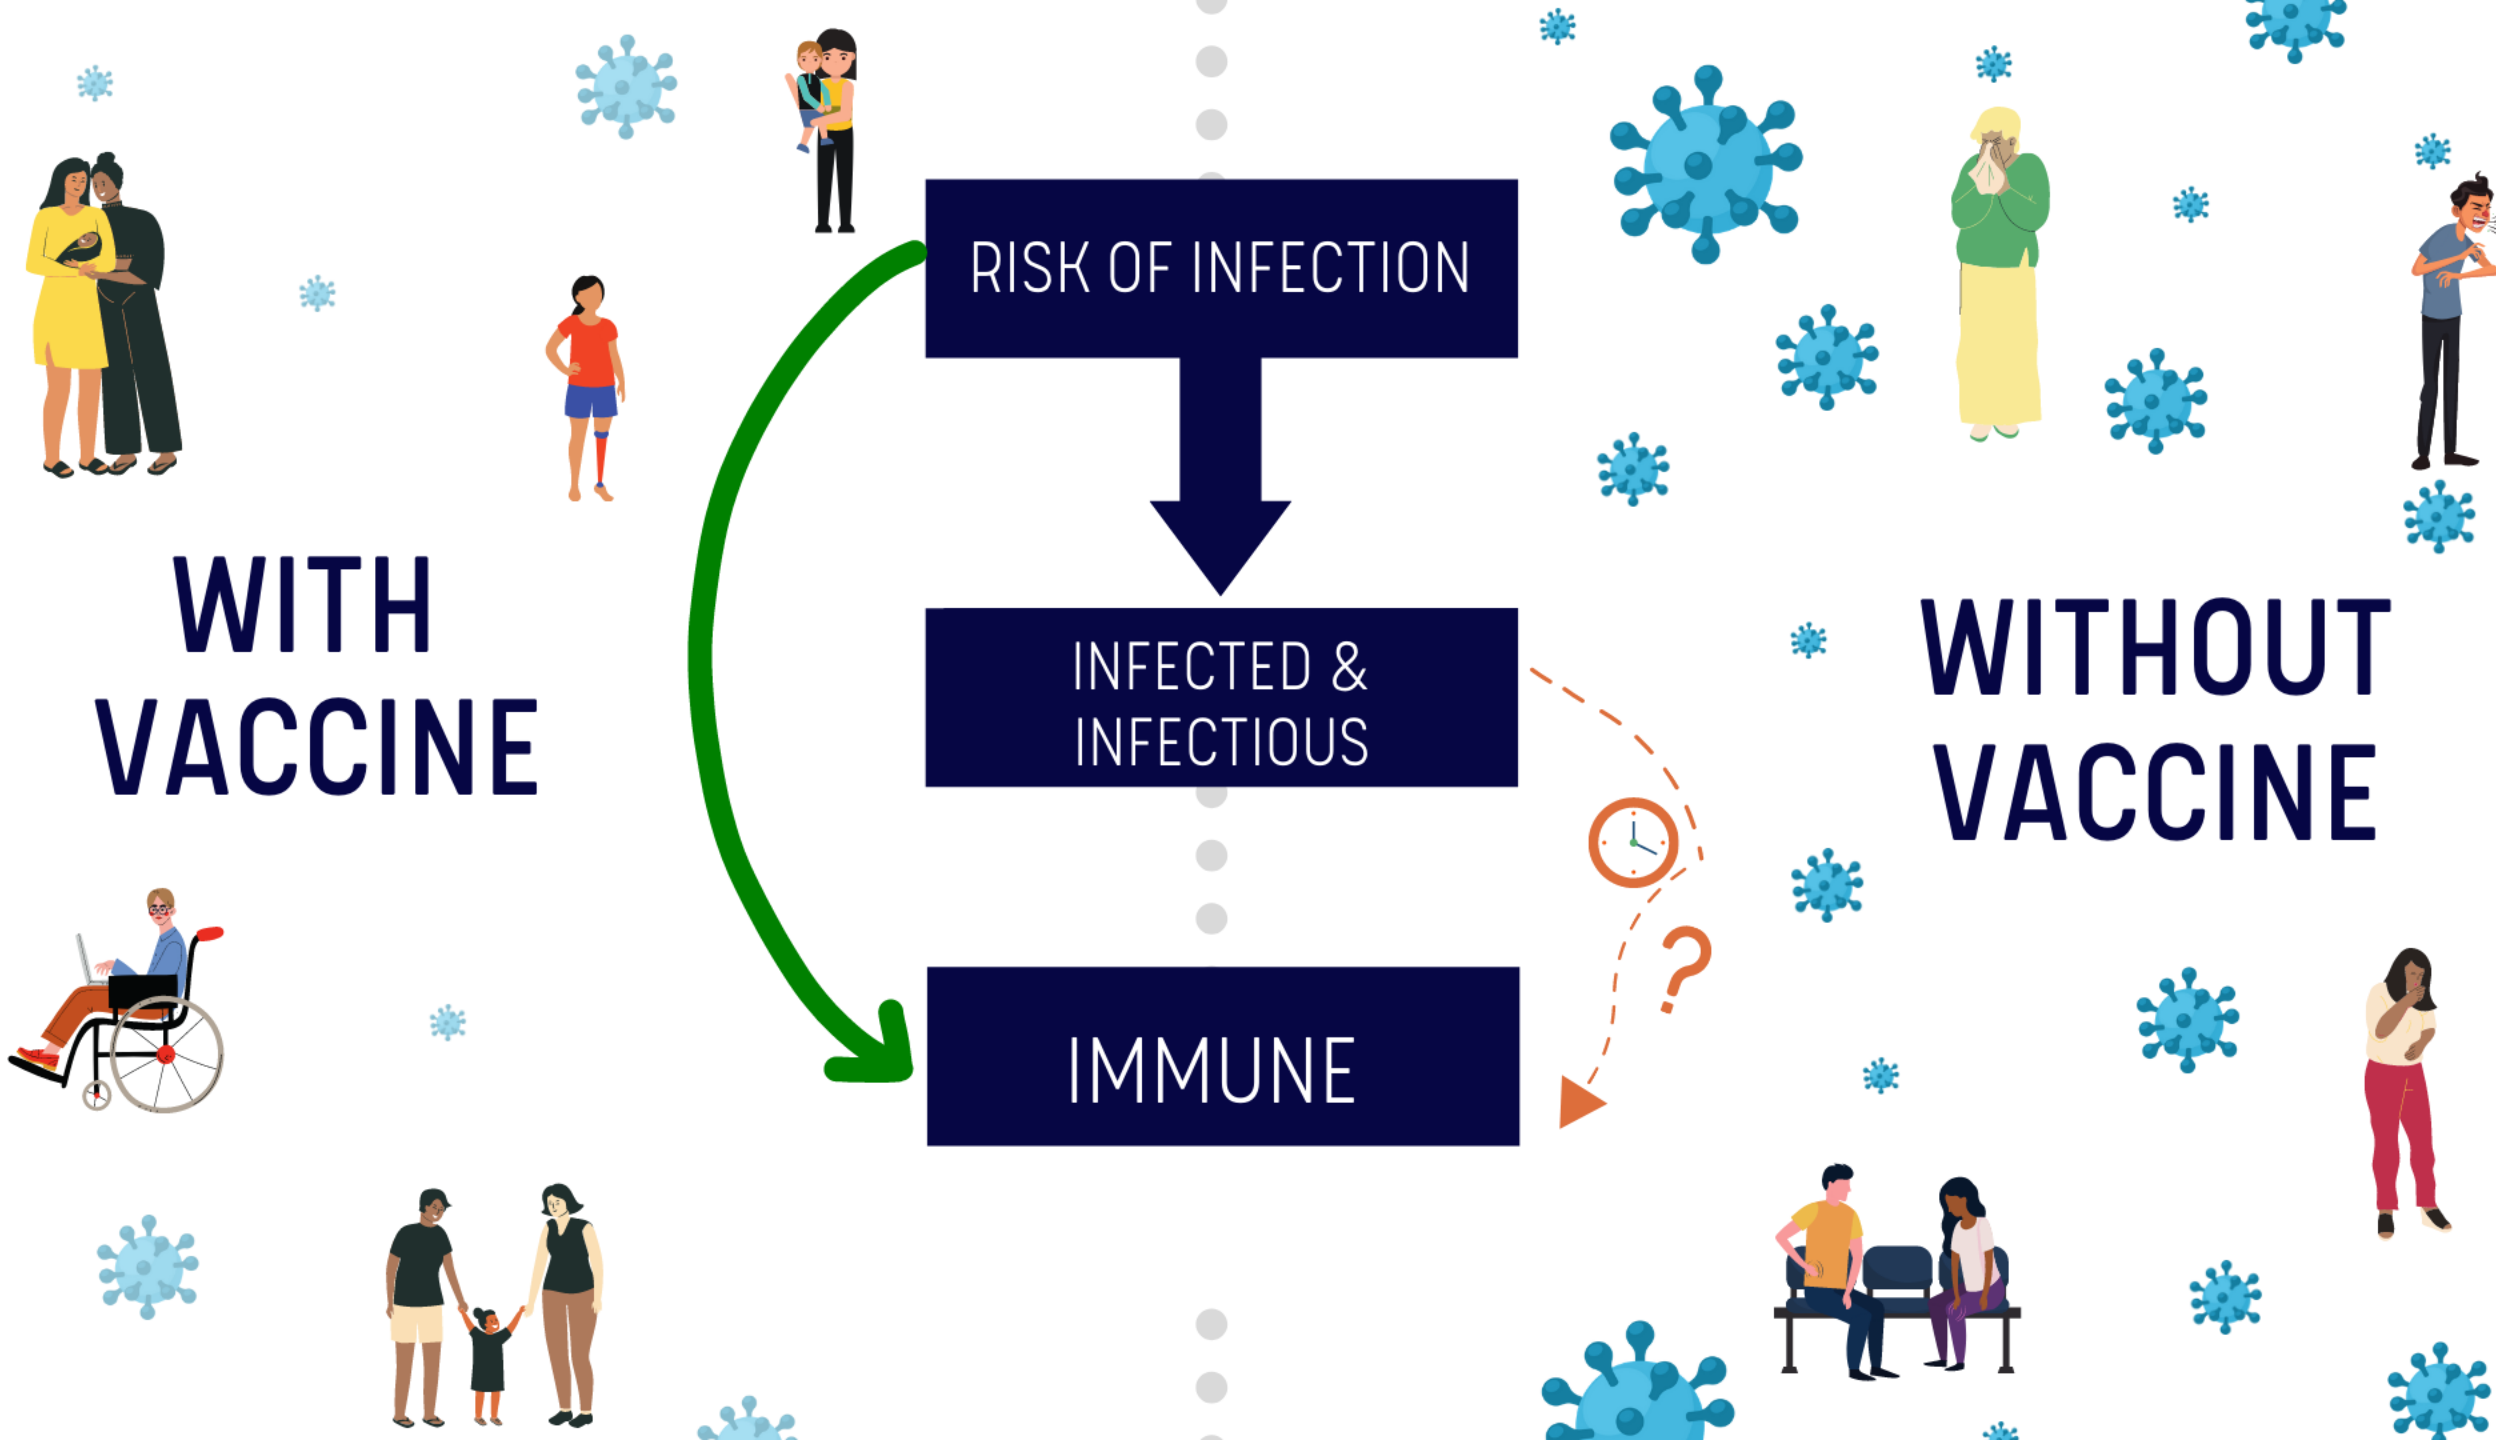 RISK OF INFECTION
WITH
VACCINE
INFECTED &
INFECTIOUS
WITHOUT
VACCINE
?
IMMUNE